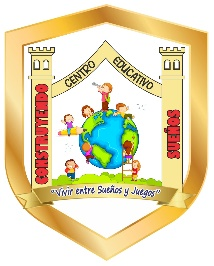 CENTRO EDUCATIVO
CONSTRUYENDO
SUEÑOS
"Vivir entre Sueños y Juegos"